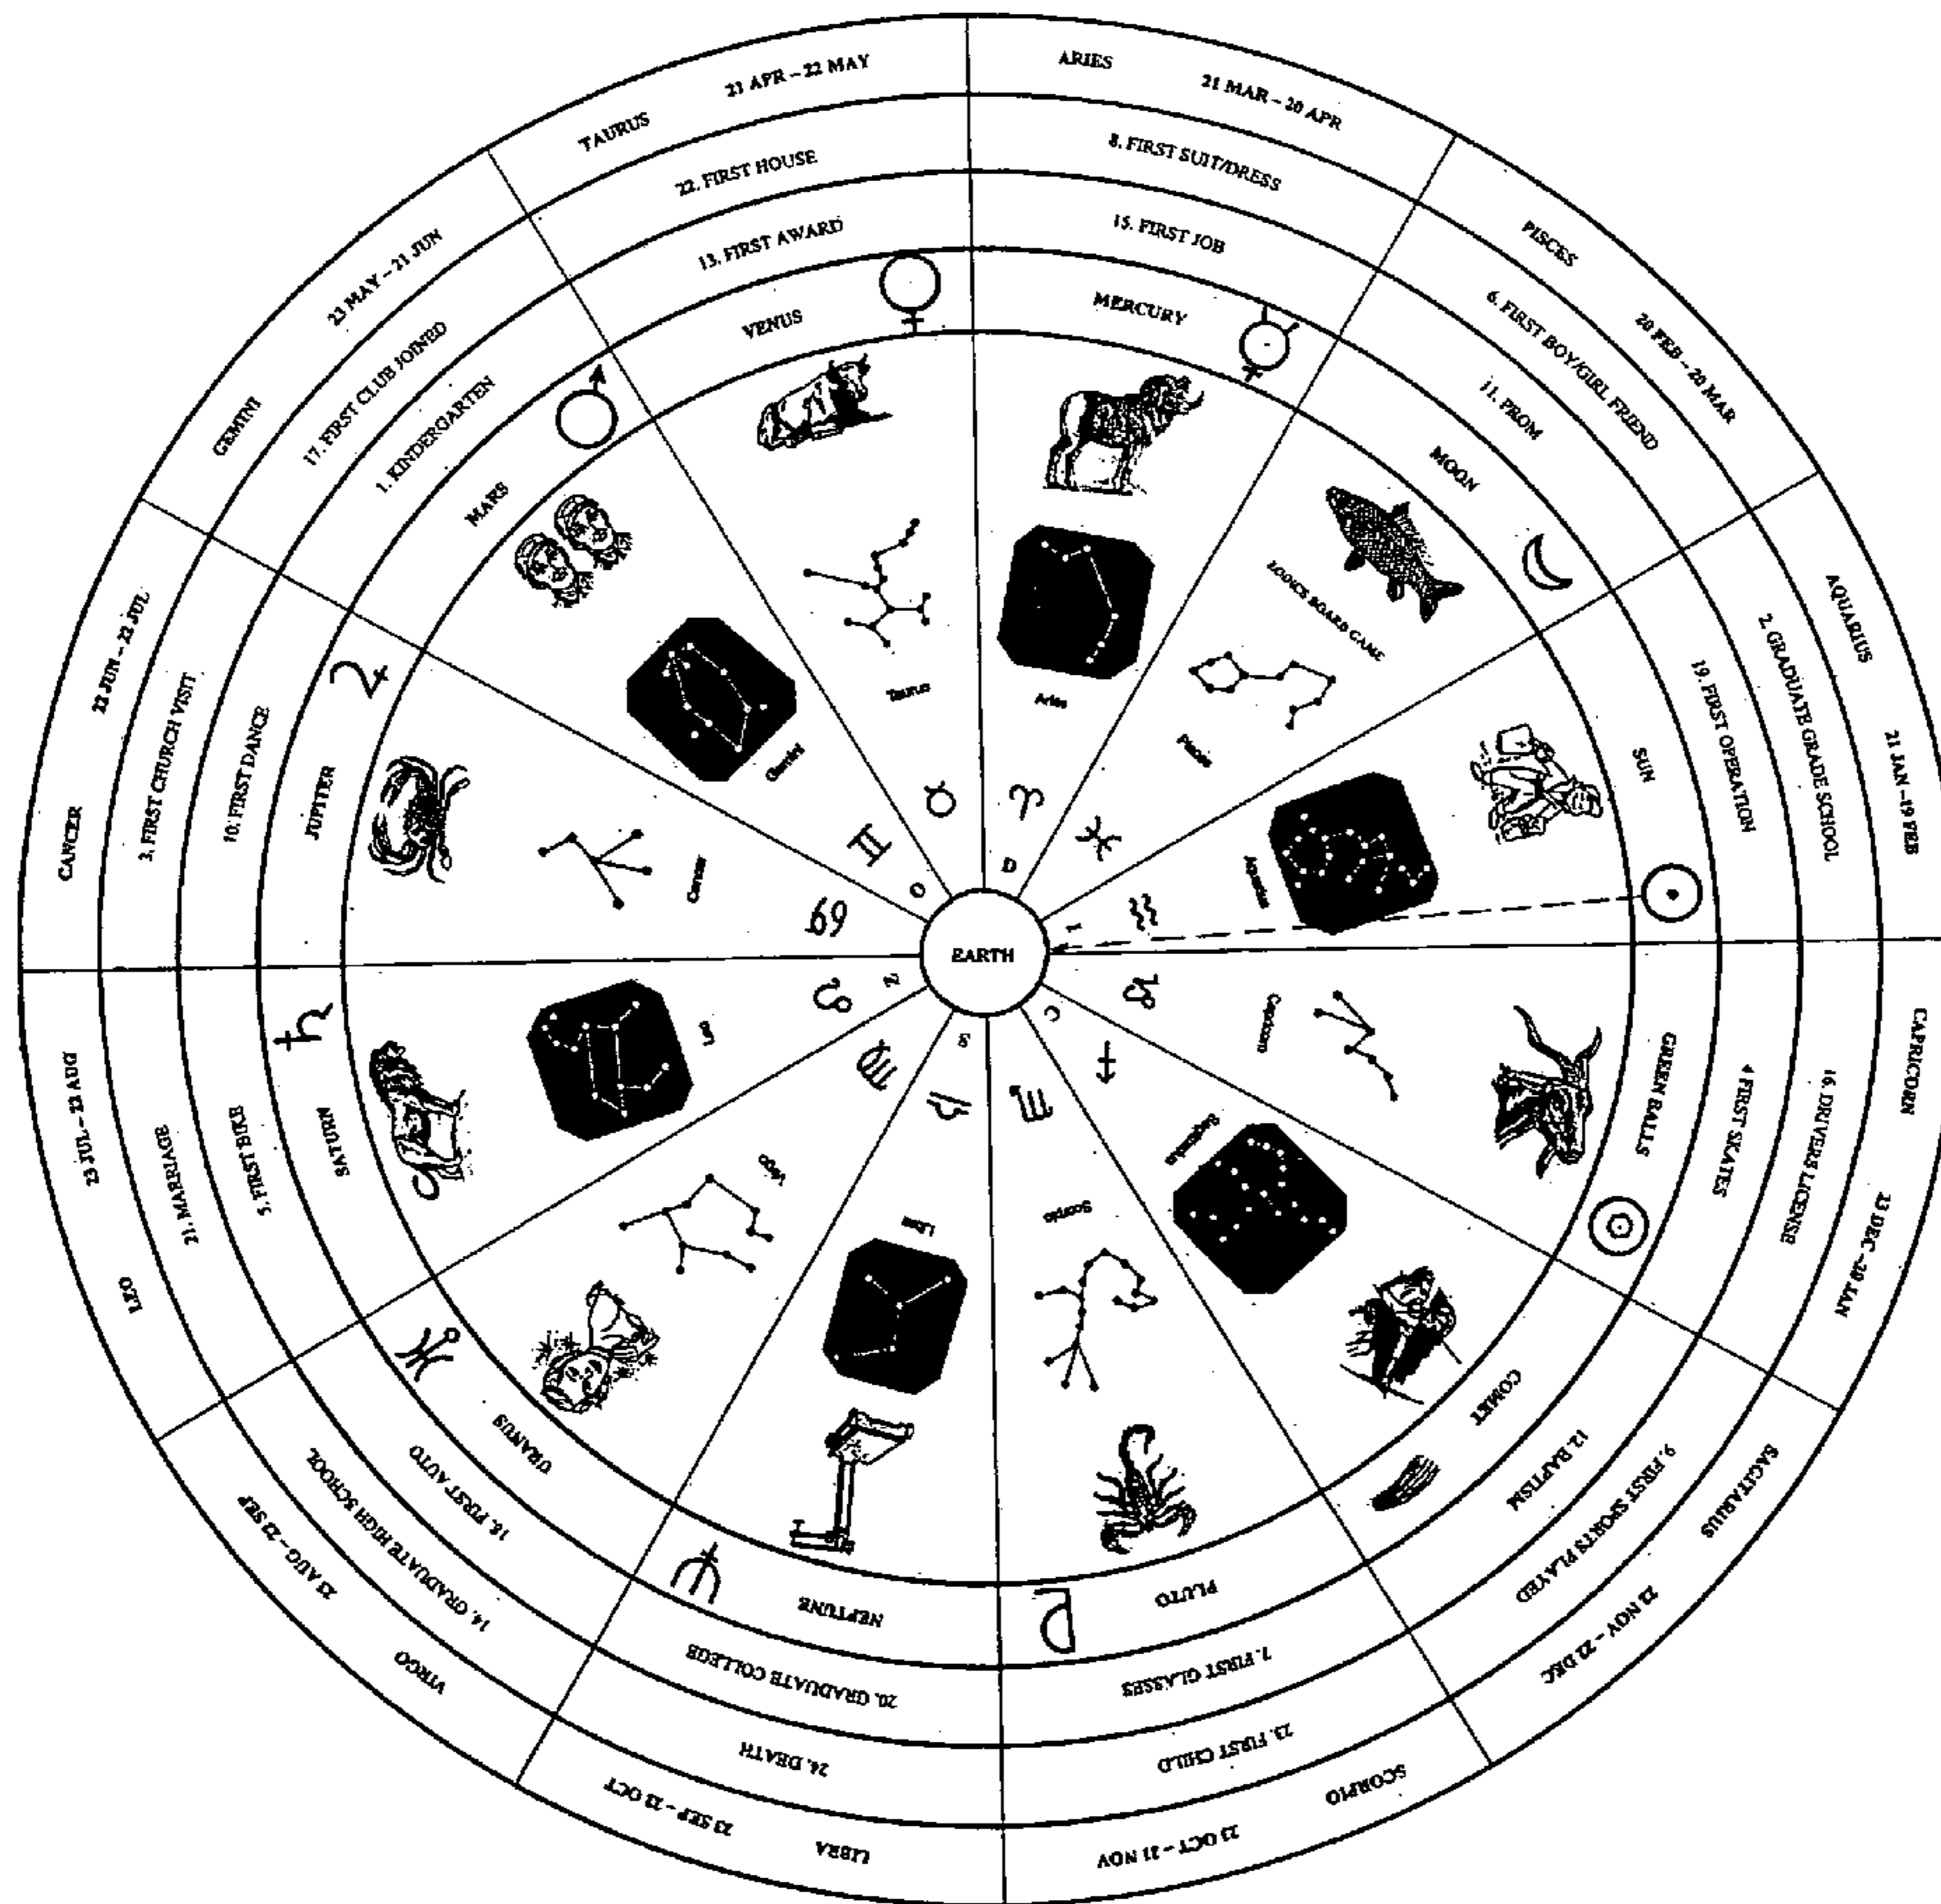 ARIES
21 MAR – 20 APR
8. FIRST SUIT/DRESS
15. FIRST JOB
MERCURY
Aries
PISCES
20 FEB – 20 MAR
6. FIRST BOY/GIRL FRIEND
11. PROM
MOON
LOGICS BOARD GAME
Pisces
AQUARIUS
21 JAN – 19 FEB
2. GRADUATE GRADE SCHOOL
19. FIRST OPERATION
SUN
Aquarius
CAPRICORN
23 DEC – 20 JAN
16. DRIVERS LICENSE
4 FIRST SKATES
GREEN BALLS
Capricorn
SAGITARIUS
22 NOV – 22 DEC
9. FIRST SPORTS PLAYED
12. BAPTISM
COMET
SCORPIO
23 OCT – 21 NOV
23. FIRST CHILD
7. FIRST GLASSES
PLUTO
Scorpio
LIBRA
23 SEP – 22 OCT
24. DEATH
20. GRADUATE COLLEGE
NEPTUNE
Libra
VIRGO
23 AUG – 22 SEP
14. GRADUATE HIGH SCHOOL
18. FIRST AUTO
URANUS
Virgo
LEO
23 JUL – 22 AUG
21. MARRIAGE
5. FIRST BIKE
SATURN
CANCER
22 JUN – 22 JUL
3. FIRST CHURCH VISIT
10. FIRST DANCE
JUPITER
Cancer
GEMINI
23 MAY – 21 JUN
17. FIRST CLUB JOINED
1. KINDERGARTEN
MARS
Gemini
TAURUS
21 APR – 22 MAY
22. FIRST HOUSE
13. FIRST AWARD
VENUS
Taurus
EARTH
Z
O
D
I
C
S